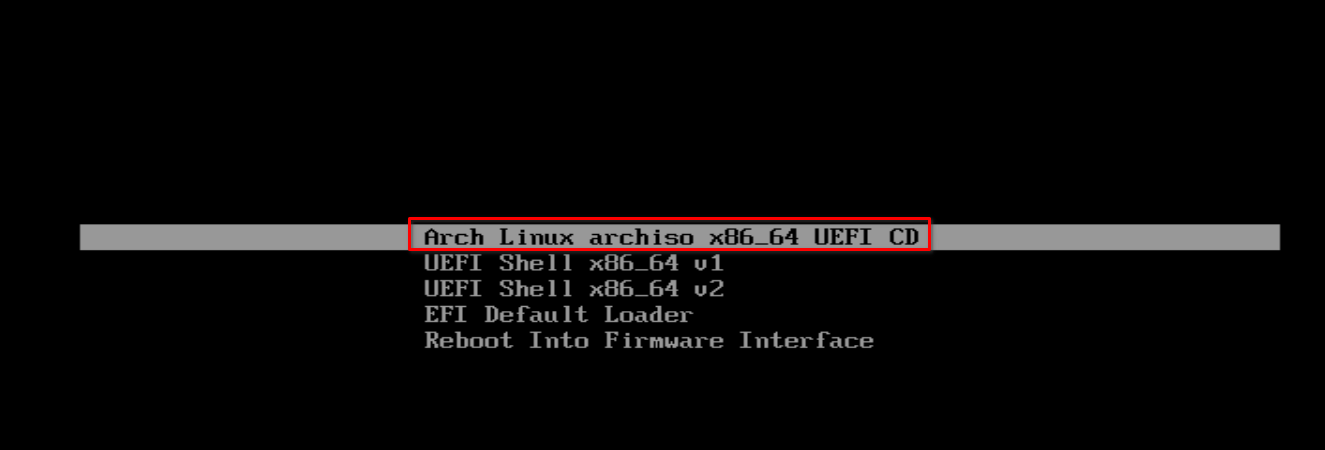 Arch Linux archiso x86_64 UEFI CD
UEFI Shell x86_64 v1
UEFI Shell x86_64 v2
EFI Default Loader
Reboot Into Firmware Interface